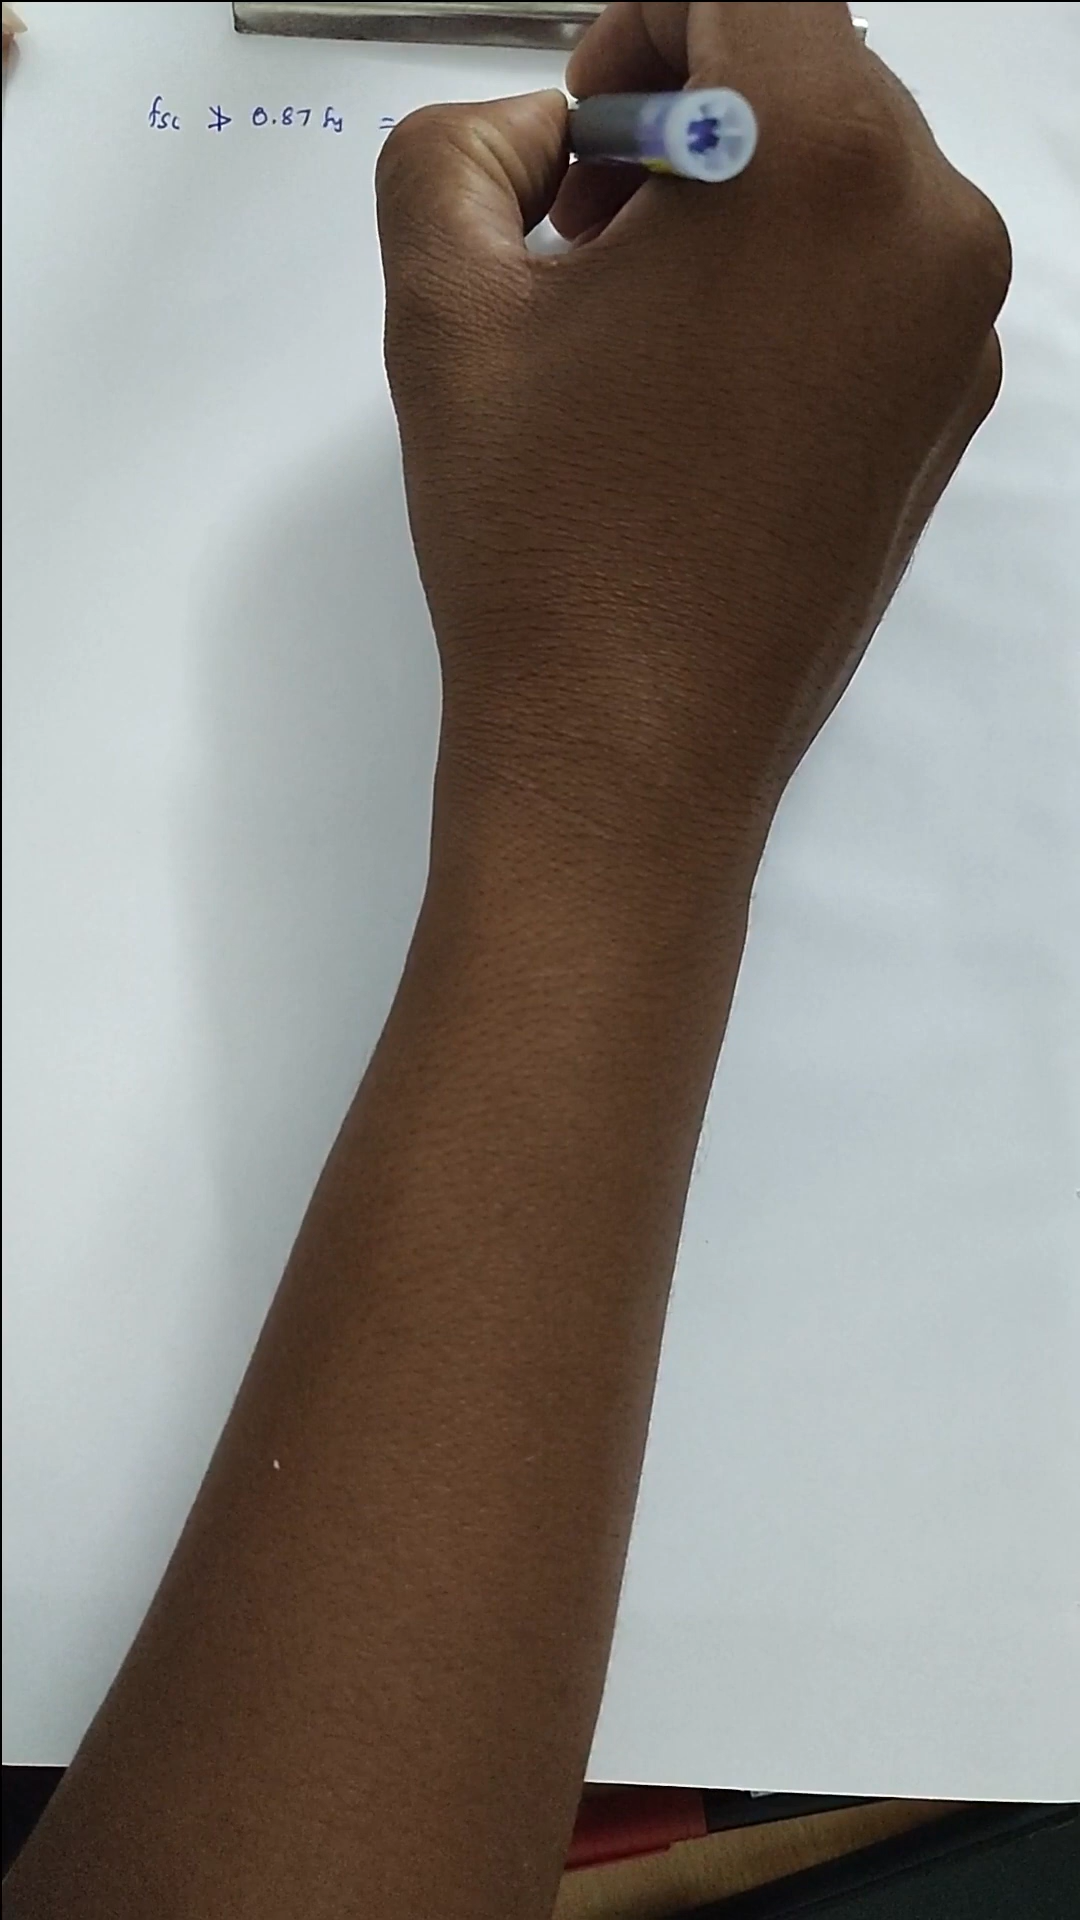 fsc ≯ 0.87 fy =